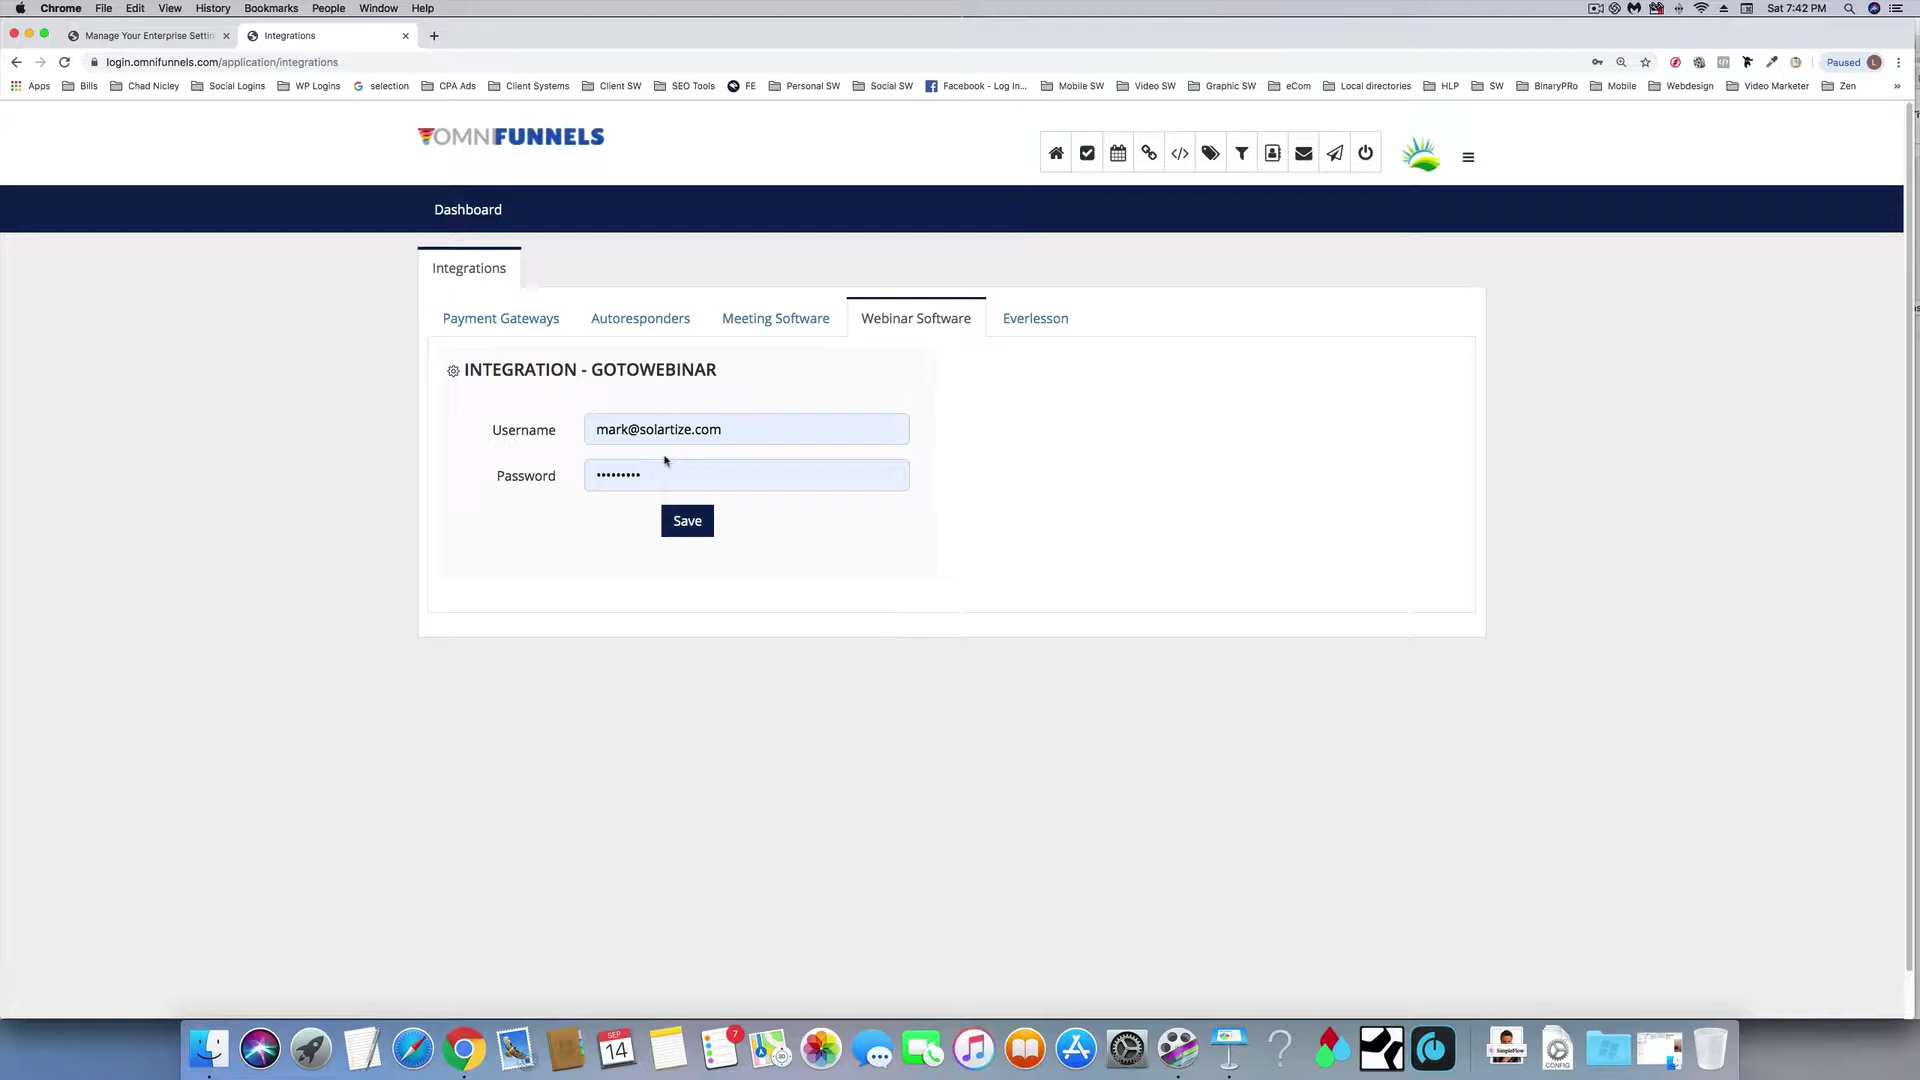 Chrome File Edit View History Bookmarks People Window Help Sat 7:42 PM
Manage Your Enterprise Settin Integrations
login.omnifunnels.com/application/integrations Paused L
Apps Bills Chad Nicley Social Logins WP Logins selection CPA Ads Client Systems Client SW SEO Tools FE Personal SW Social SW Facebook - Log In... Mobile SW Video SW Graphic SW eCom Local directories HLP SW BinaryPRo Mobile Webdesign Video Marketer Zen »
OMNIFUNNELS
Dashboard
Integrations
Payment Gateways Autoresponders Meeting Software Webinar Software Everlesson
INTEGRATION - GOTOWEBINAR
Username mark@solartize.com
Password •••••••••
Save
SEP
14
7
CONFIG